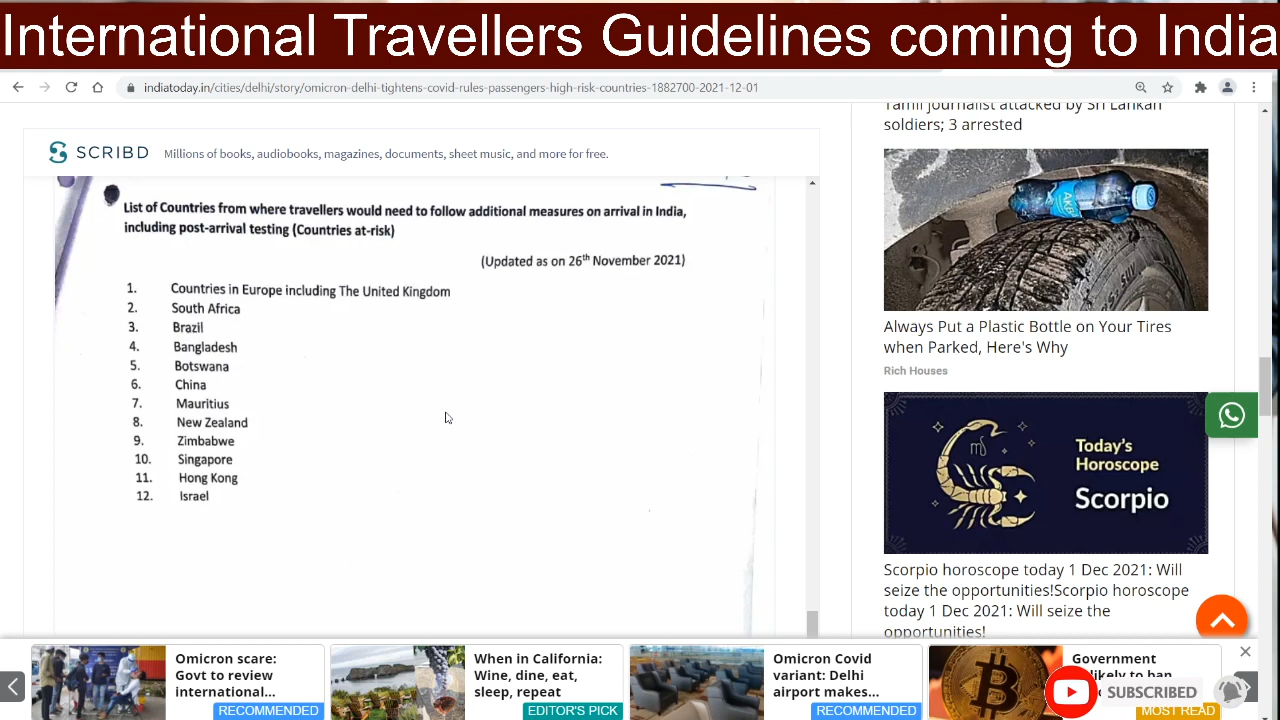 International Travellers Guidelines coming to India
indiatoday.in/cities/delhi/story/omicron-delhi-tightens-covid-rules-passengers-high-risk-countries-1882700-2021-12-01
SCRIBD Millions of books, audiobooks, magazines, documents, sheet music, and more for free.
List of Countries from where travellers would need to follow additional measures on arrival in India,
including post-arrival testing (Countries at-risk)
(Updated as on 26th November 2021)
1. Countries in Europe including The United Kingdom
2. South Africa
3. Brazil
4. Bangladesh
5. Botswana
6. China
7. Mauritius
8. New Zealand
9. Zimbabwe
10. Singapore
11. Hong Kong
12. Israel
Tamil journalist attacked by Sri Lankan
soldiers; 3 arrested
Always Put a Plastic Bottle on Your Tires
when Parked, Here's Why
Rich Houses
Today's
Horoscope
Scorpio
Scorpio horoscope today 1 Dec 2021: Will
seize the opportunities!Scorpio horoscope
today 1 Dec 2021: Will seize the
opportunities!
Omicron scare:
Govt to review
international...
RECOMMENDED
When in California:
Wine, dine, eat,
sleep, repeat
EDITOR'S PICK
Omicron Covid
variant: Delhi
airport makes...
RECOMMENDED
Government
to ban
MOST READ
SUBSCRIBED